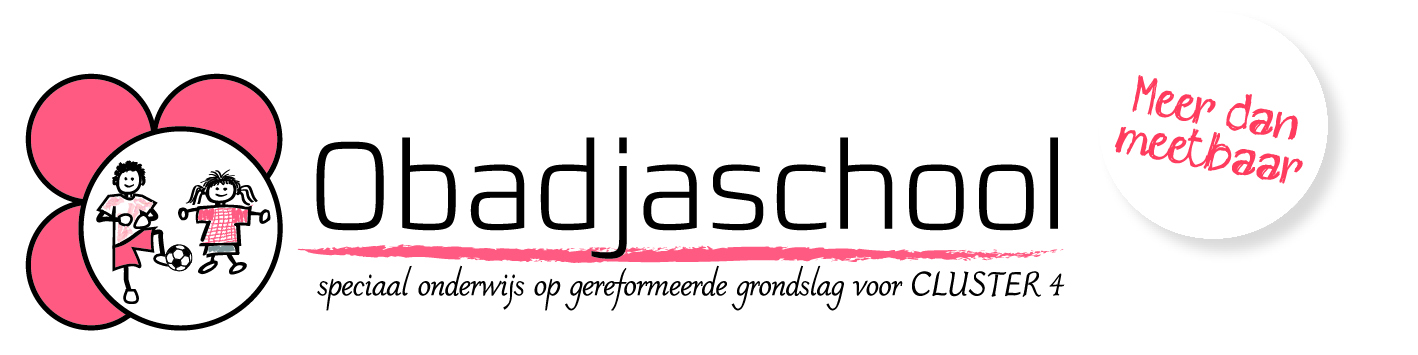 Obadjaschool
speciaal onderwijs op gereformeerde grondslag voor CLUSTER 4
Meer dan
meetbaar